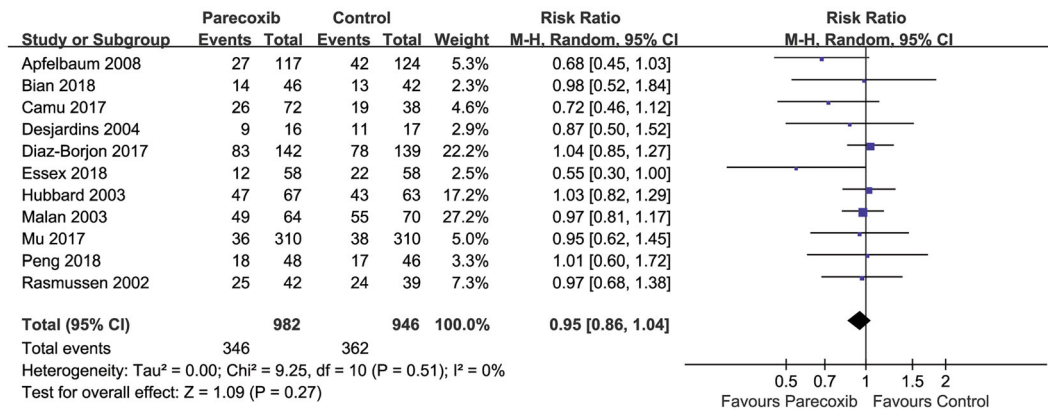 Parecoxib Control Risk Ratio Risk Ratio
Study or Subgroup Events Total Events Total Weight M-H, Random, 95% CI M-H, Random, 95% CI
Apfelbaum 2008 27 117 42 124 5.3% 0.68 [0.45, 1.03]
Bian 2018 14 46 13 42 2.3% 0.98 [0.52, 1.84]
Camu 2017 26 72 19 38 4.6% 0.72 [0.46, 1.12]
Desjardins 2004 9 16 11 17 2.9% 0.87 [0.50, 1.52]
Diaz-Borjon 2017 83 142 78 139 22.2% 1.04 [0.85, 1.27]
Essex 2018 12 58 22 58 2.4% 0.55 [0.30, 1.00]
Hubbard 2003 47 67 43 63 17.2% 1.03 [0.82, 1.29]
Malan 2003 49 64 55 70 27.2% 0.97 [0.81, 1.17]
Mu 2017 36 310 38 310 5.0% 0.95 [0.62, 1.45]
Peng 2018 18 48 17 46 3.3% 1.01 [0.60, 1.72]
Rasmussen 2002 25 42 24 39 7.3% 0.97 [0.68, 1.38]
Total (95% CI) 982 946 100.0% 0.95 [0.86, 1.04]
Total events 346 362
Heterogeneity: Tau² = 0.00; Chi² = 9.25, df = 10 (P = 0.51); I² = 0%
Test for overall effect: Z = 1.09 (P = 0.27)
0.5 0.7 1 1.5 2
Favours Parecoxib Favours Control